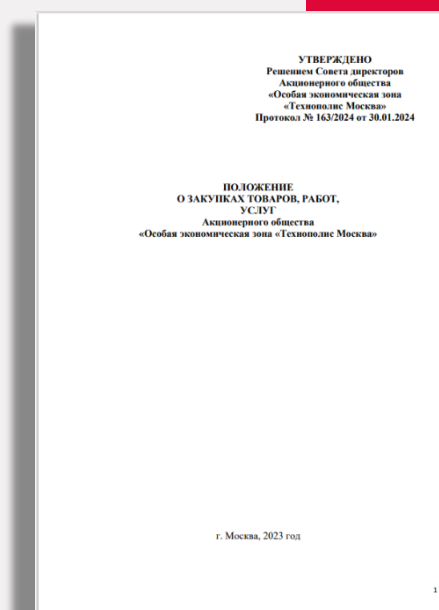 УТВЕРЖДЕНО
Решением Совета директоров
Акционерного общества
«Особая экономическая зона
«Технополис Москва»
Протокол № 163/2024 от 30.01.2024
ПОЛОЖЕНИЕ
О ЗАКУПКАХ ТОВАРОВ, РАБОТ,
УСЛУГ
Акционерного общества
«Особая экономическая зона «Технополис Москва»
г. Москва, 2023 год
1